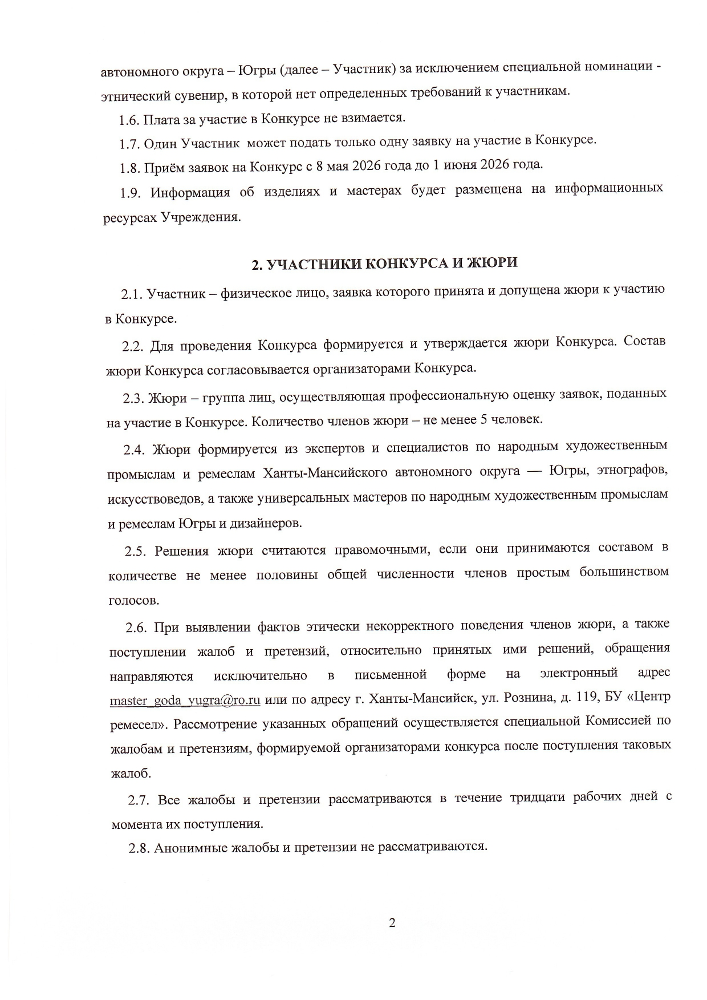 автономного округа – Югры (далее – Участник) за исключением специальной номинации -
этнический сувенир, в которой нет определенных требований к участникам.
1.6. Плата за участие в Конкурсе не взимается.
1.7. Один Участник может подать только одну заявку на участие в Конкурсе.
1.8. Приём заявок на Конкурс с 8 мая 2026 года до 1 июня 2026 года.
1.9. Информация об изделиях и мастерах будет размещена на информационных
ресурсах Учреждения.
2. УЧАСТНИКИ КОНКУРСА И ЖЮРИ
2.1. Участник – физическое лицо, заявка которого принята и допущена жюри к участию
в Конкурсе.
2.2. Для проведения Конкурса формируется и утверждается жюри Конкурса. Состав
жюри Конкурса согласовывается организаторами Конкурса.
2.3. Жюри – группа лиц, осуществляющая профессиональную оценку заявок, поданных
на участие в Конкурсе. Количество членов жюри – не менее 5 человек.
2.4. Жюри формируется из экспертов и специалистов по народным художественным
промыслам и ремеслам Ханты-Мансийского автономного округа — Югры, этнографов,
искусствоведов, а также универсальных мастеров по народным художественным промыслам
и ремеслам Югры и дизайнеров.
2.5. Решения жюри считаются правомочными, если они принимаются составом в
количестве не менее половины общей численности членов простым большинством
голосов.
2.6. При выявлении фактов этически некорректного поведения членов жюри, а также
поступлении жалоб и претензий, относительно принятых ими решений, обращения
направляются исключительно в письменной форме на электронный адрес
master_goda_yugra@ro.ru или по адресу г. Ханты-Мансийск, ул. Рознина, д. 119, БУ «Центр
ремесел». Рассмотрение указанных обращений осуществляется специальной Комиссией по
жалобам и претензиям, формируемой организаторами конкурса после поступления таковых
жалоб.
2.7. Все жалобы и претензии рассматриваются в течение тридцати рабочих дней с
момента их поступления.
2.8. Анонимные жалобы и претензии не рассматриваются.
2